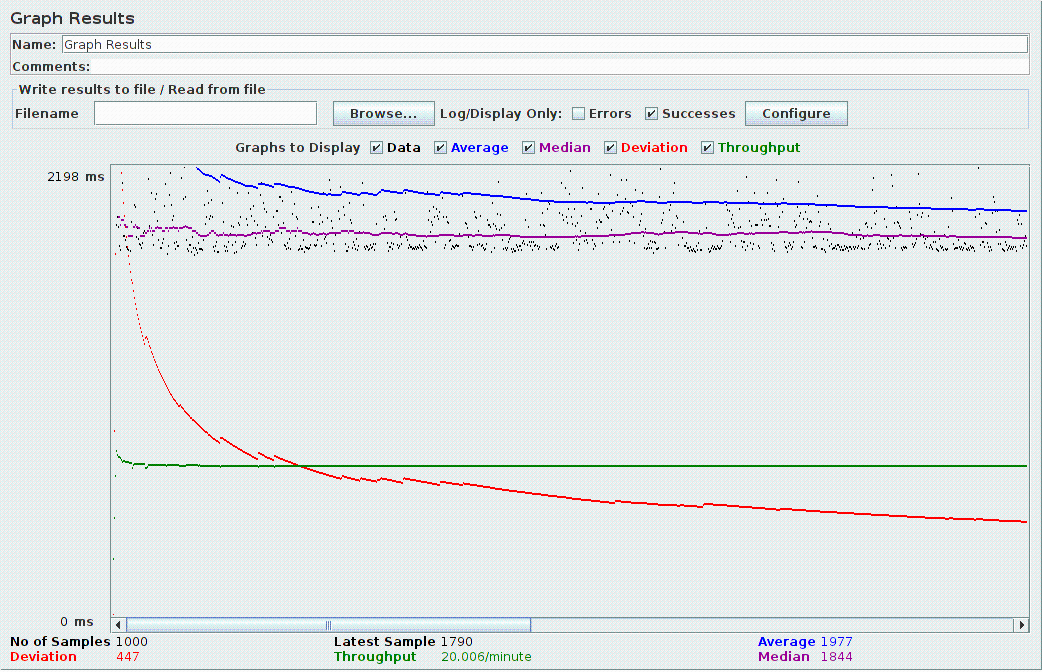 Graph Results
Name: Graph Results
Comments:
Write results to file / Read from file
Filename Browse... Log/Display Only: Errors Successes Configure
Graphs to Display Data Average Median Deviation Throughput
2198 ms
0 ms
No of Samples 1000 Latest Sample 1790 Average 1977
Deviation 447 Throughput 20.006/minute Median 1844